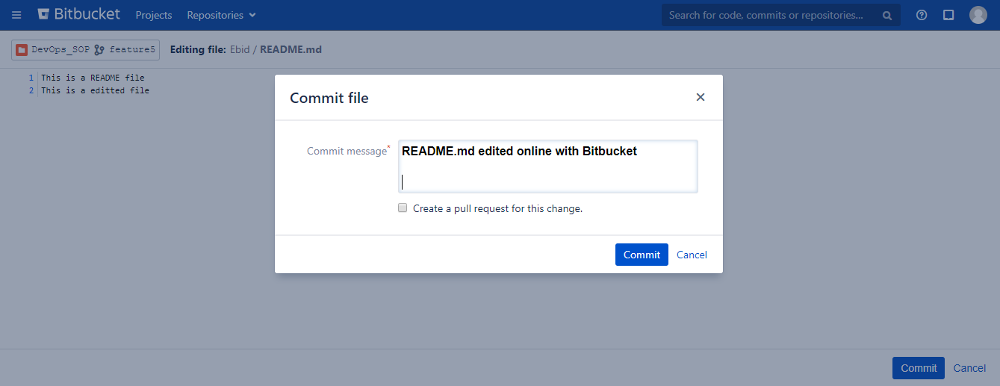 Bitbucket Projects Repositories Search for code, commits or repositories...
DevOps_SOP feature5 Editing file: Ebid / README.md
1 This is a README file
2 This is a editted file
Commit file
Commit message*
README.md edited online with Bitbucket
Create a pull request for this change.
Commit Cancel
Commit Cancel